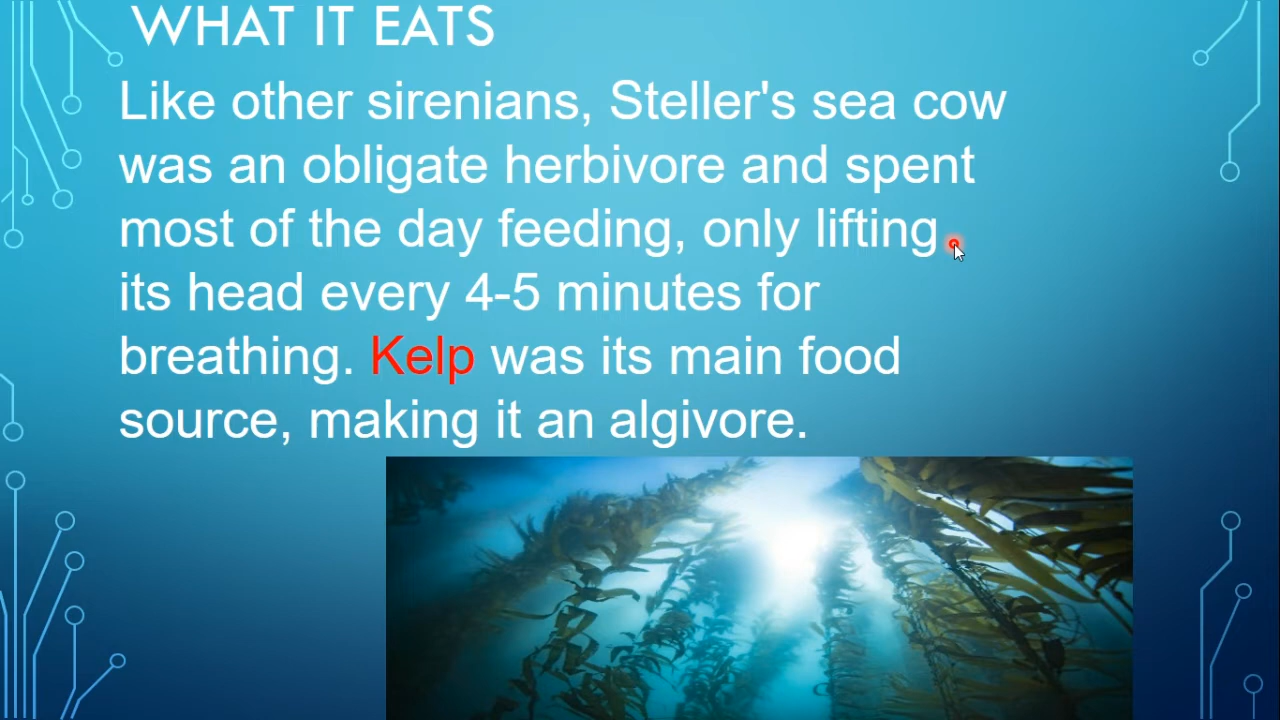 WHAT IT EATS
Like other sirenians, Steller's sea cow
was an obligate herbivore and spent
most of the day feeding, only lifting
its head every 4-5 minutes for
breathing. Kelp was its main food
source, making it an algivore.